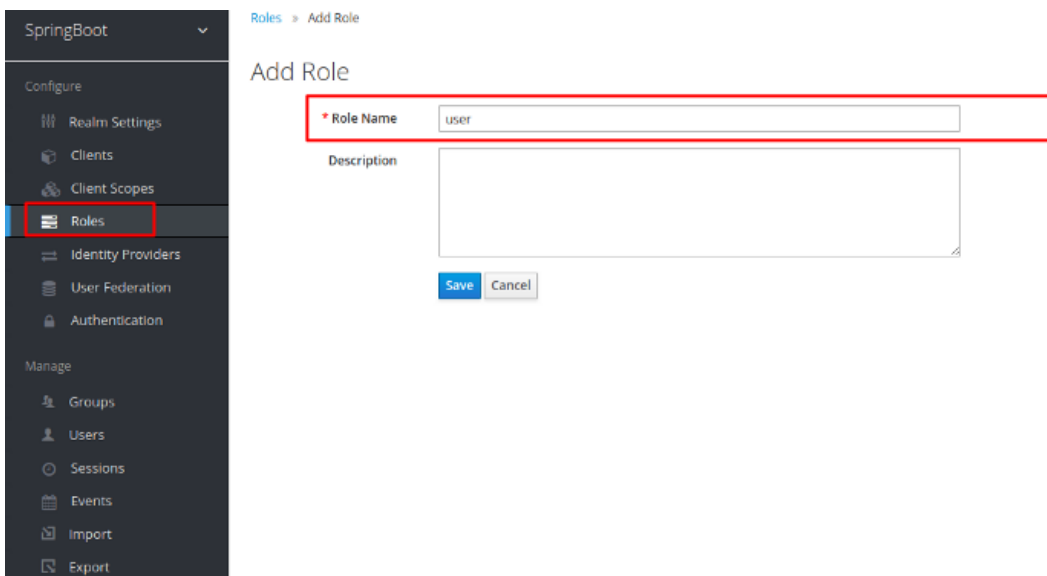 SpringBoot
Configure
Realm Settings
Clients
Client Scopes
Roles
Identity Providers
User Federation
Authentication
Manage
Groups
Users
Sessions
Events
Import
Export
Roles » Add Role
Add Role
* Role Name user
Description
Save Cancel